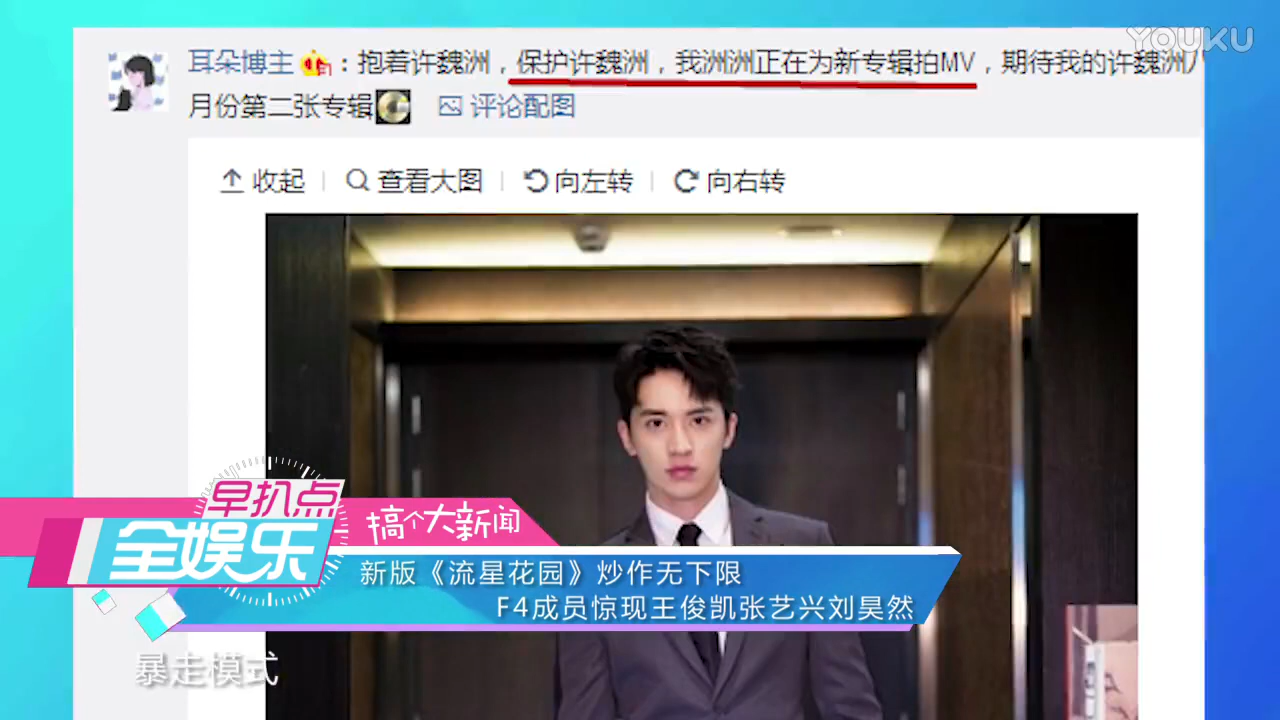 YOUKU
耳朵博主：抱着许魏洲，保护许魏洲，我洲洲正在为新专辑拍MV，期待我的许魏洲八
月份第二张专辑 评论配图
收起 查看大图 向左转 向右转
早扒点
全娱乐
搞个大新闻
新版《流星花园》炒作无下限
F4成员惊现王俊凯张艺兴刘昊然
暴走模式